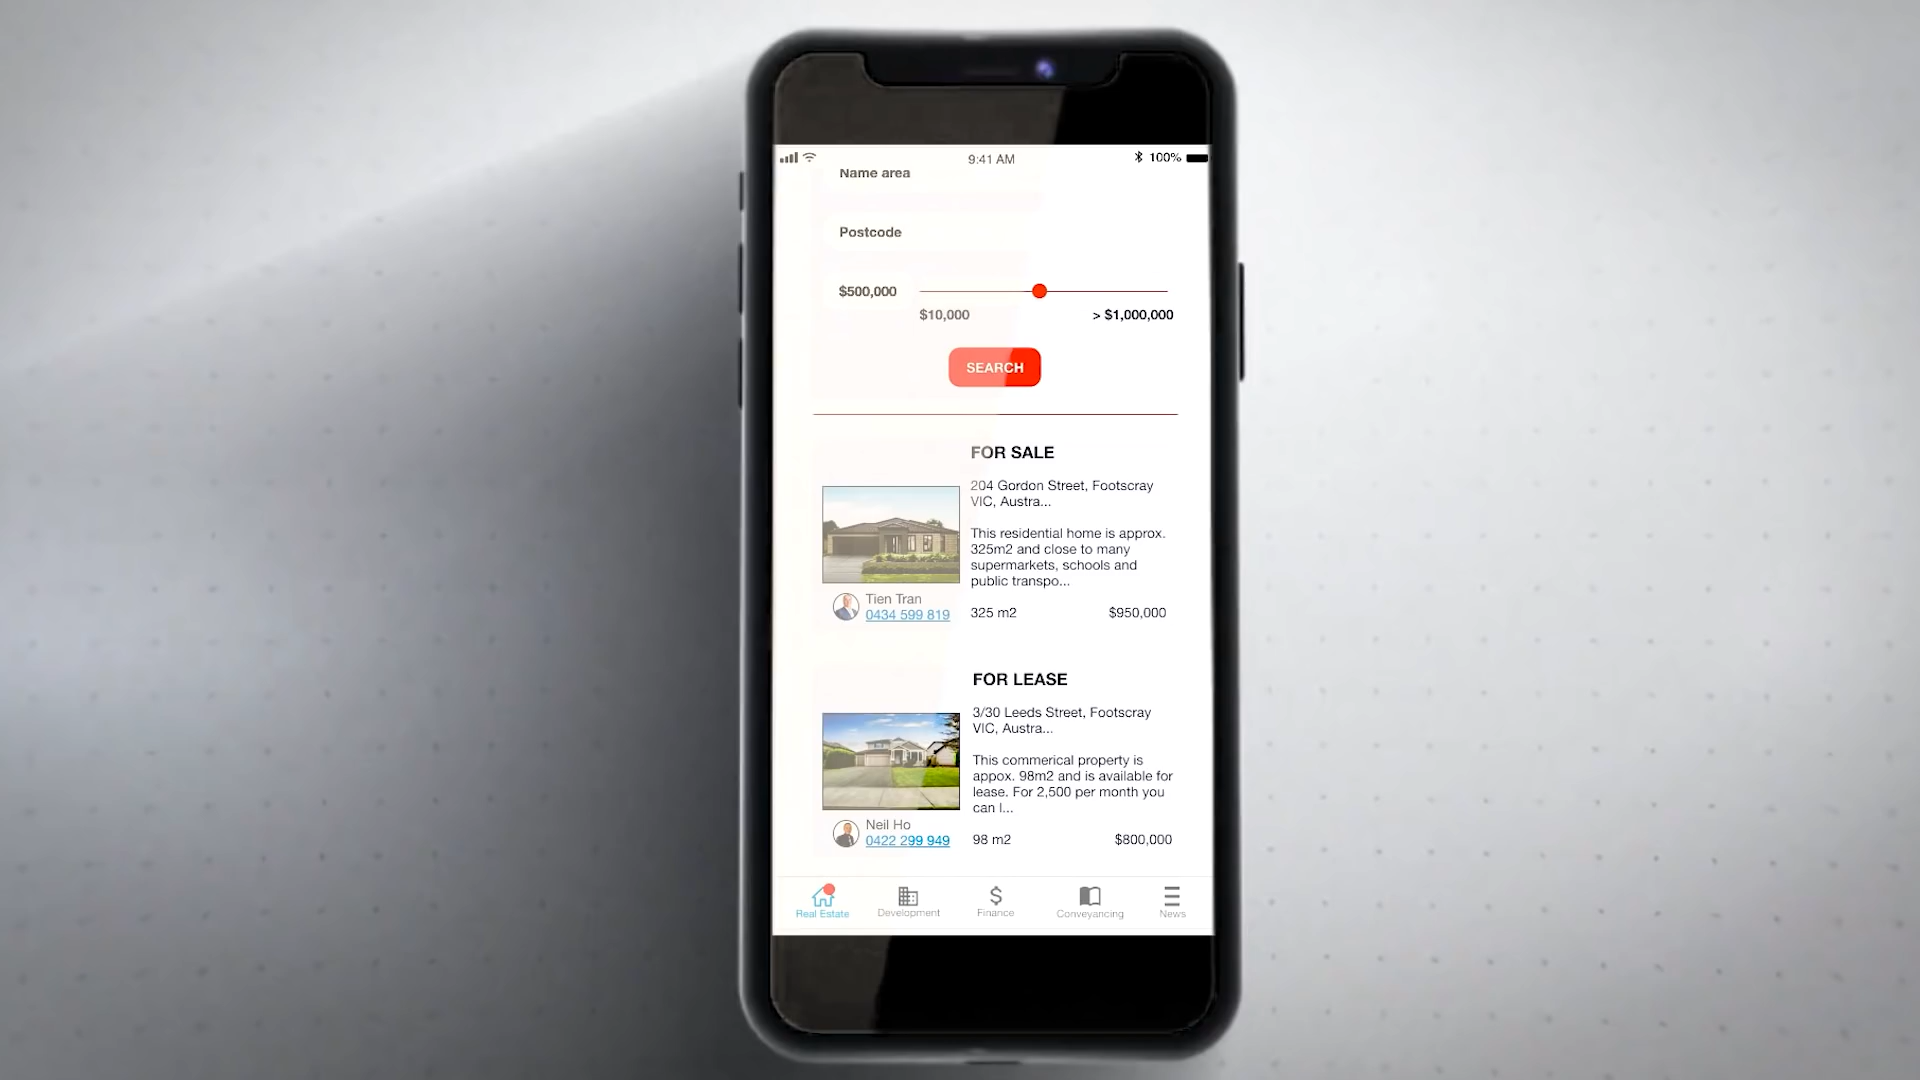 9:41 AM
100%
Name area
Postcode
$500,000
$10,000
> $1,000,000
SEARCH
FOR SALE
204 Gordon Street, Footscray
VIC, Austra...
This residential home is approx.
325m2 and close to many
supermarkets, schools and
public transpo...
Tien Tran
0434 599 819
325 m2
$950,000
FOR LEASE
3/30 Leeds Street, Footscray
VIC, Austra...
This commerical property is
appox. 98m2 and is available for
lease. For 2,500 per month you
can l...
Neil Ho
0422 299 949
98 m2
$800,000
Real Estate
Development
Finance
Conveyancing
News